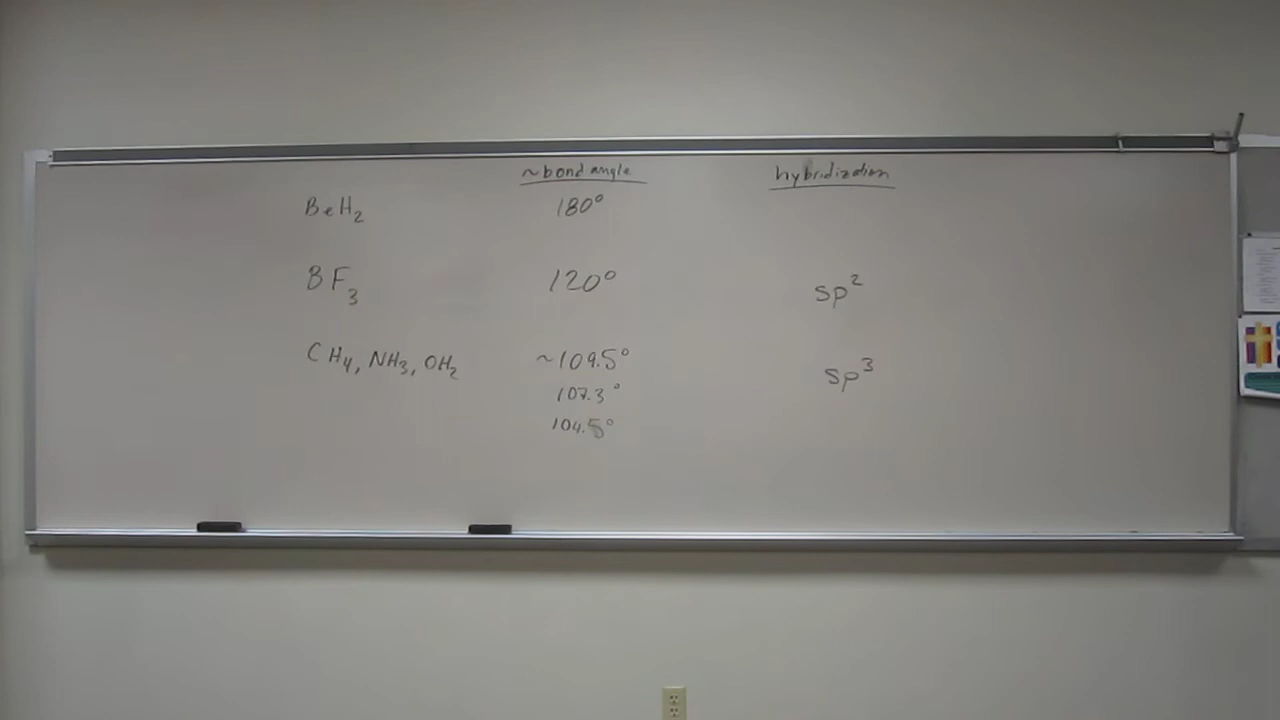 ~bond angle hybridization
BeH₂ 180°
BF₃ 120° sp²
CH₄, NH₃, OH₂ ~109.5° sp³
107.3°
104.5°